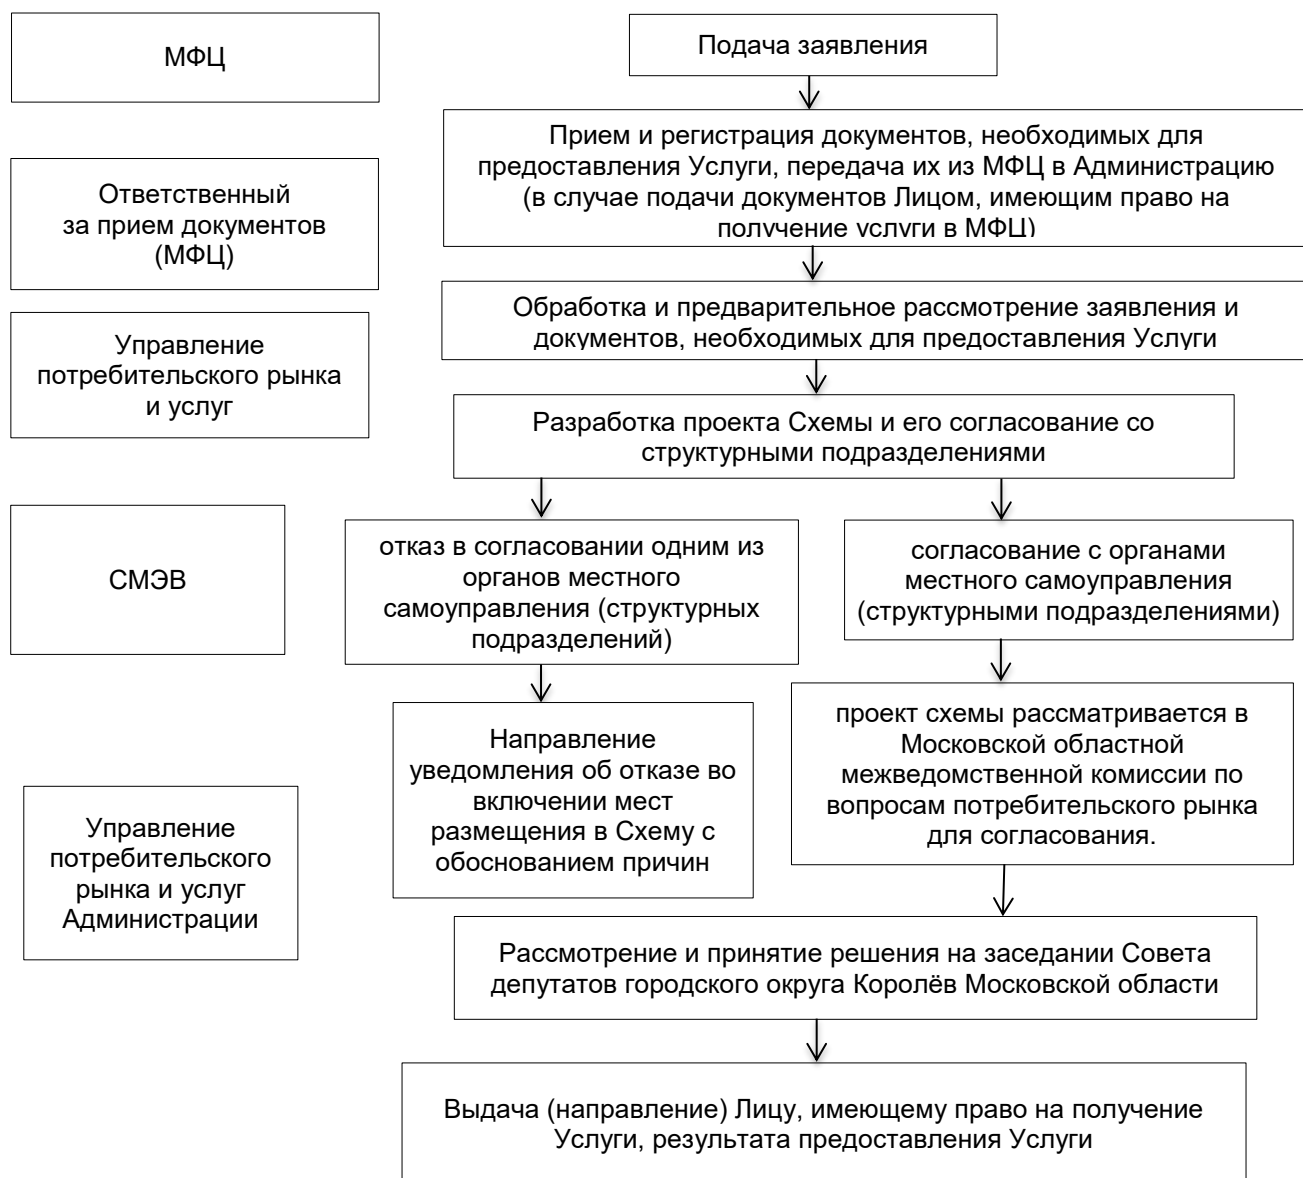 МФЦ
Подача заявления
Прием и регистрация документов, необходимых для
предоставления Услуги, передача их из МФЦ в Администрацию
(в случае подачи документов Лицом, имеющим право на
получение услуги в МФЦ)
Ответственный
за прием документов
(МФЦ)
Обработка и предварительное рассмотрение заявления и
документов, необходимых для предоставления Услуги
Управление
потребительского рынка
и услуг
Разработка проекта Схемы и его согласование со
структурными подразделениями
СМЭВ
отказ в согласовании одним из
органов местного
самоуправления (структурных
подразделений)
согласование с органами
местного самоуправления
(структурными подразделениями)
Направление
уведомления об отказе во
включении мест
размещения в Схему с
обоснованием причин
проект схемы рассматривается в
Московской областной
межведомственной комиссии по
вопросам потребительского рынка
для согласования.
Управление
потребительского
рынка и услуг
Администрации
Рассмотрение и принятие решения на заседании Совета
депутатов городского округа Королёв Московской области
Выдача (направление) Лицу, имеющему право на получение
Услуги, результата предоставления Услуги